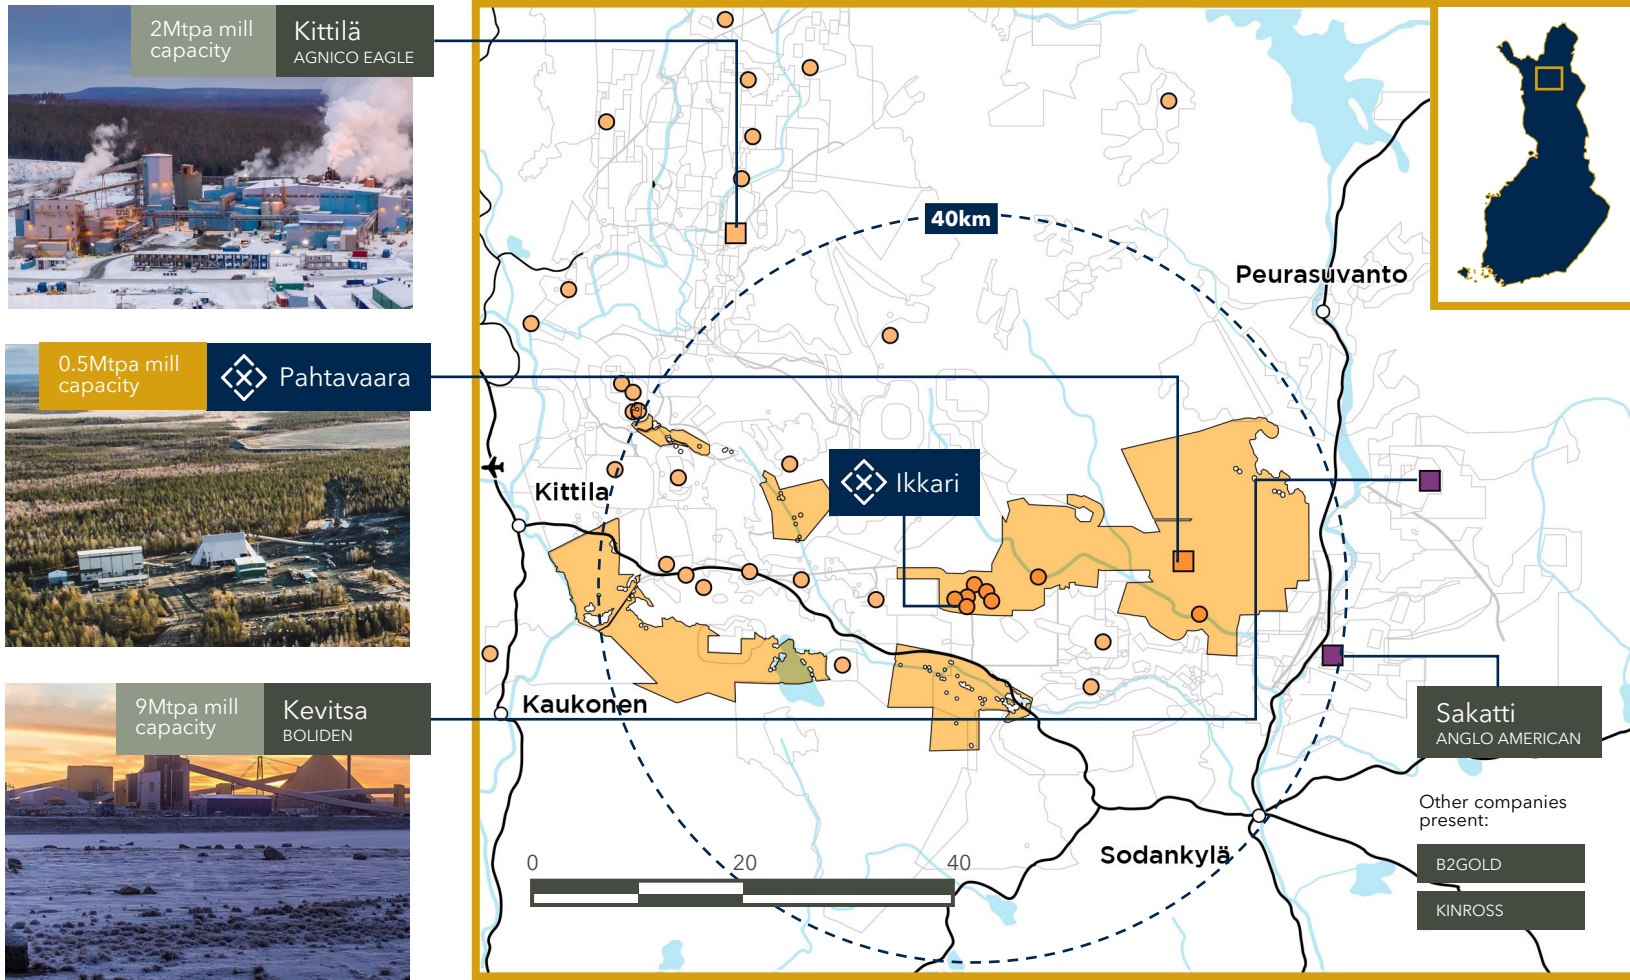 2Mtpa mill
capacity
Kittilä
AGNICO EAGLE
0.5Mtpa mill
capacity
Pahtavaara
9Mtpa mill
capacity
Kevitsa
BOLIDEN
40km
Peurasuvanto
Ikkari
Kittila
Kaukonen
Sodankylä
0 20 40
Sakatti
ANGLO AMERICAN
Other companies
present:
B2GOLD
KINROSS